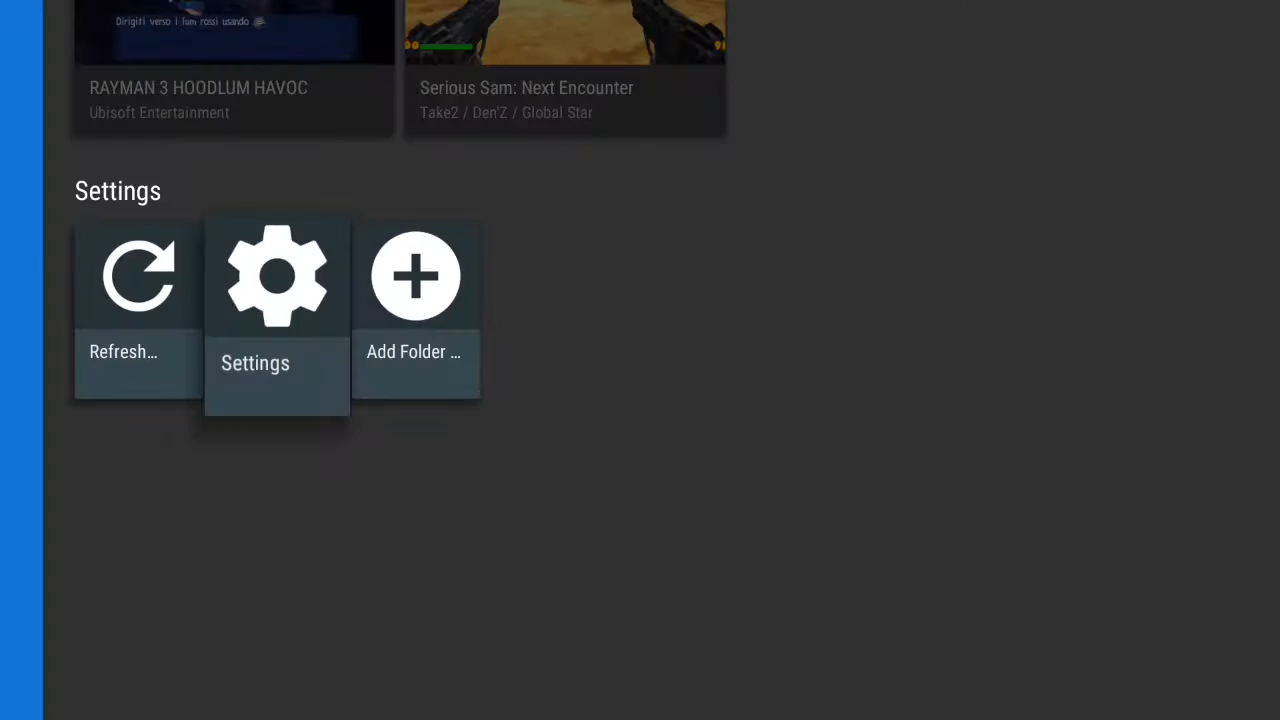 Dirigiti verso i lum rossi usando
RAYMAN 3 HOODLUM HAVOC
Ubisoft Entertainment
Serious Sam: Next Encounter
Take2 / Den'Z / Global Star
Settings
Refresh…
Settings
Add Folder …